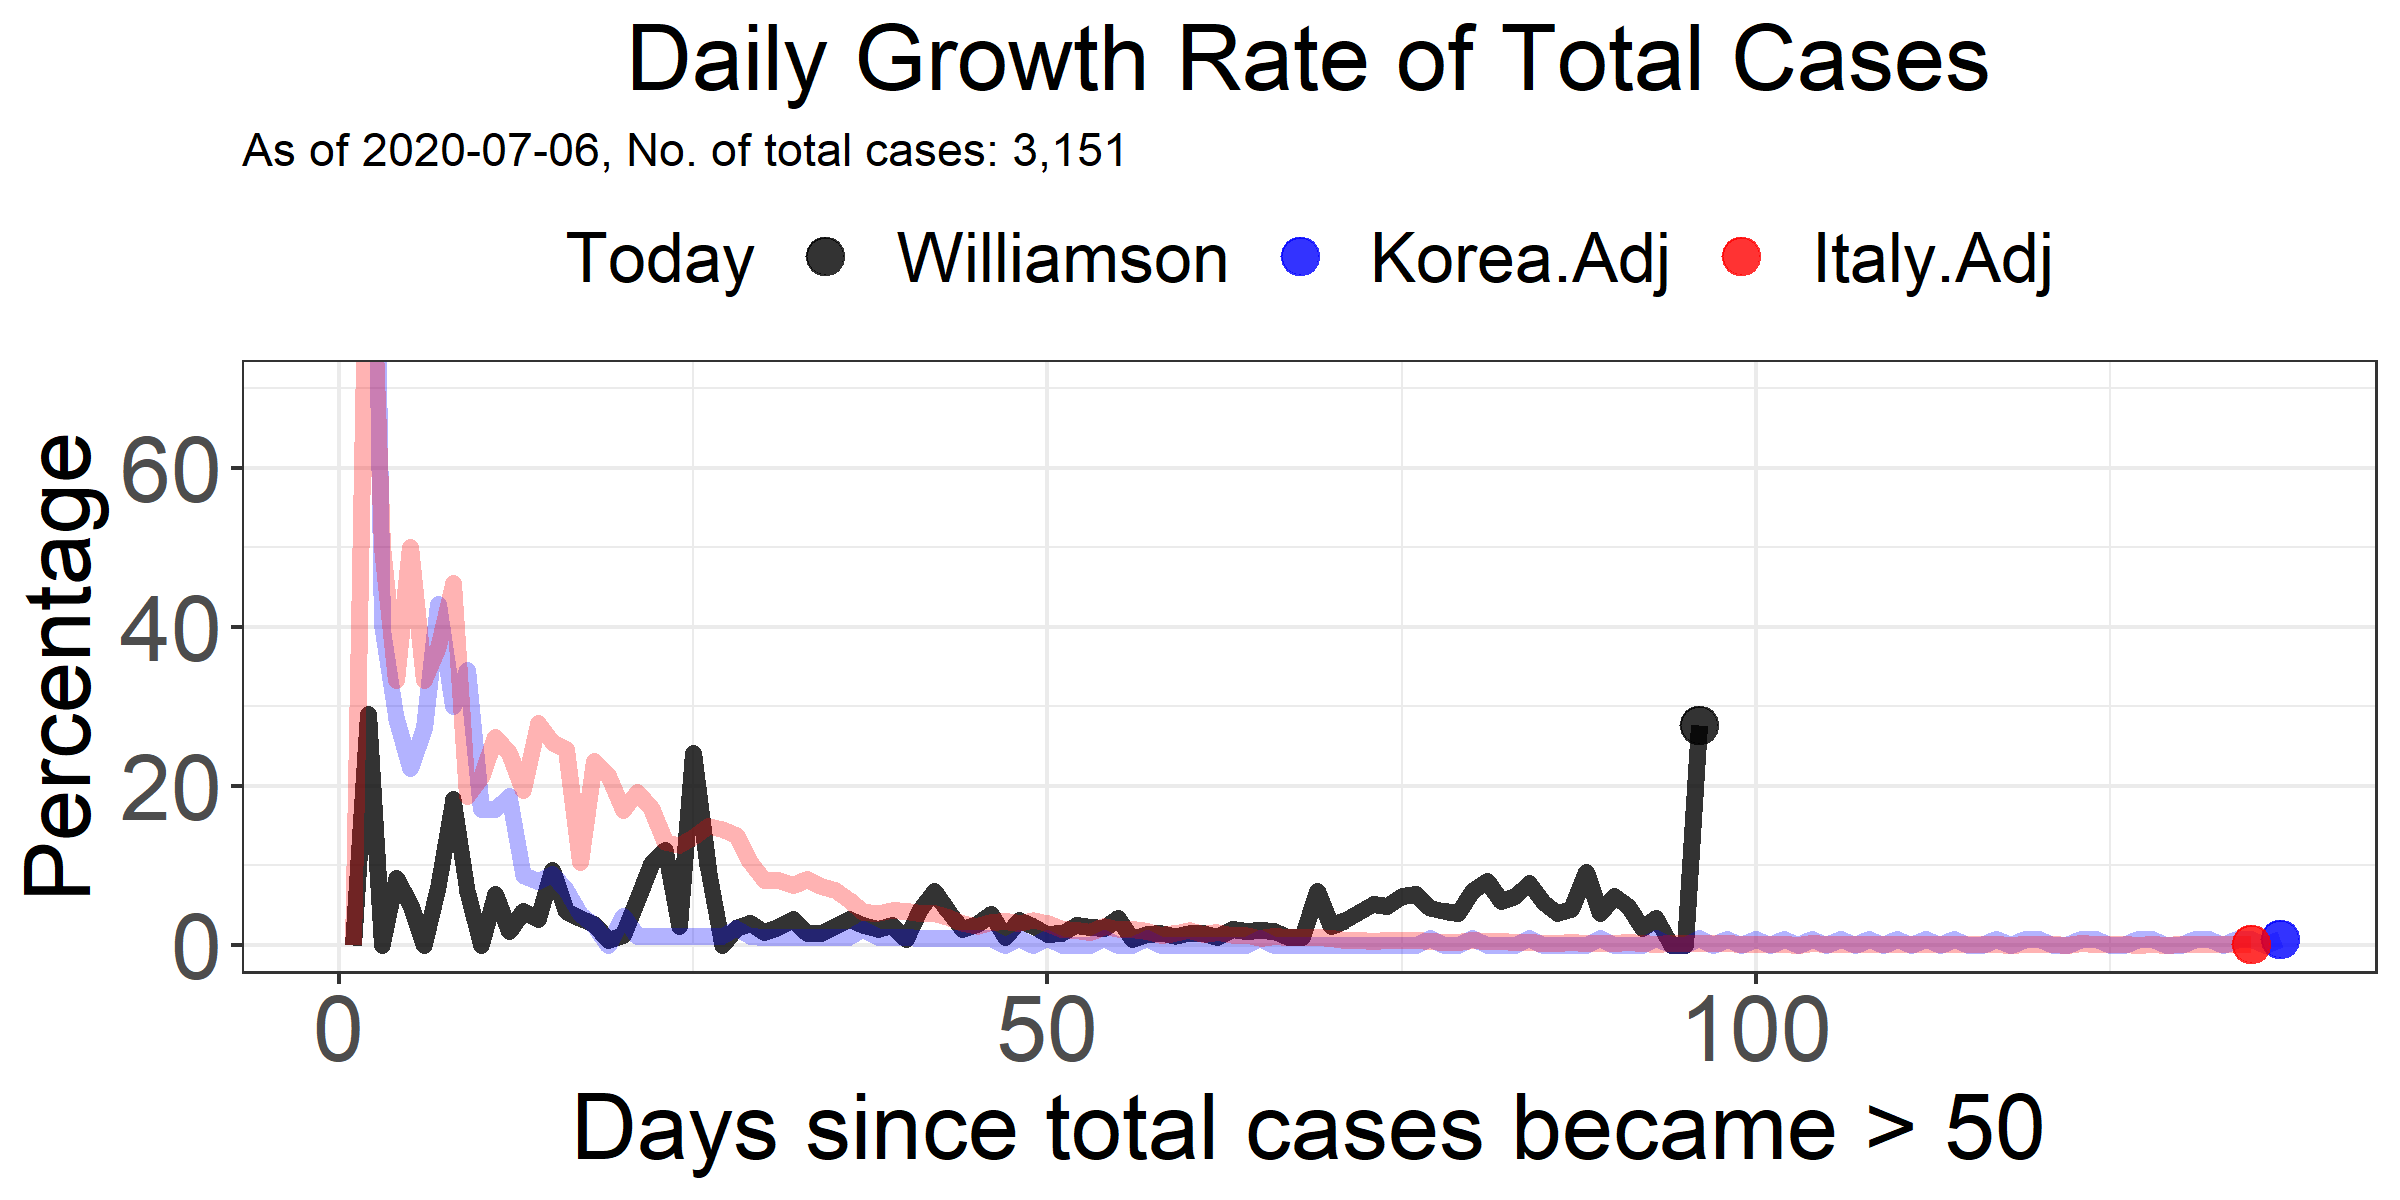 Daily Growth Rate of Total Cases
As of 2020-07-06, No. of total cases: 3,151
Today Williamson Korea.Adj Italy.Adj
Percentage
60
40
20
0
0 50 100
Days since total cases became > 50